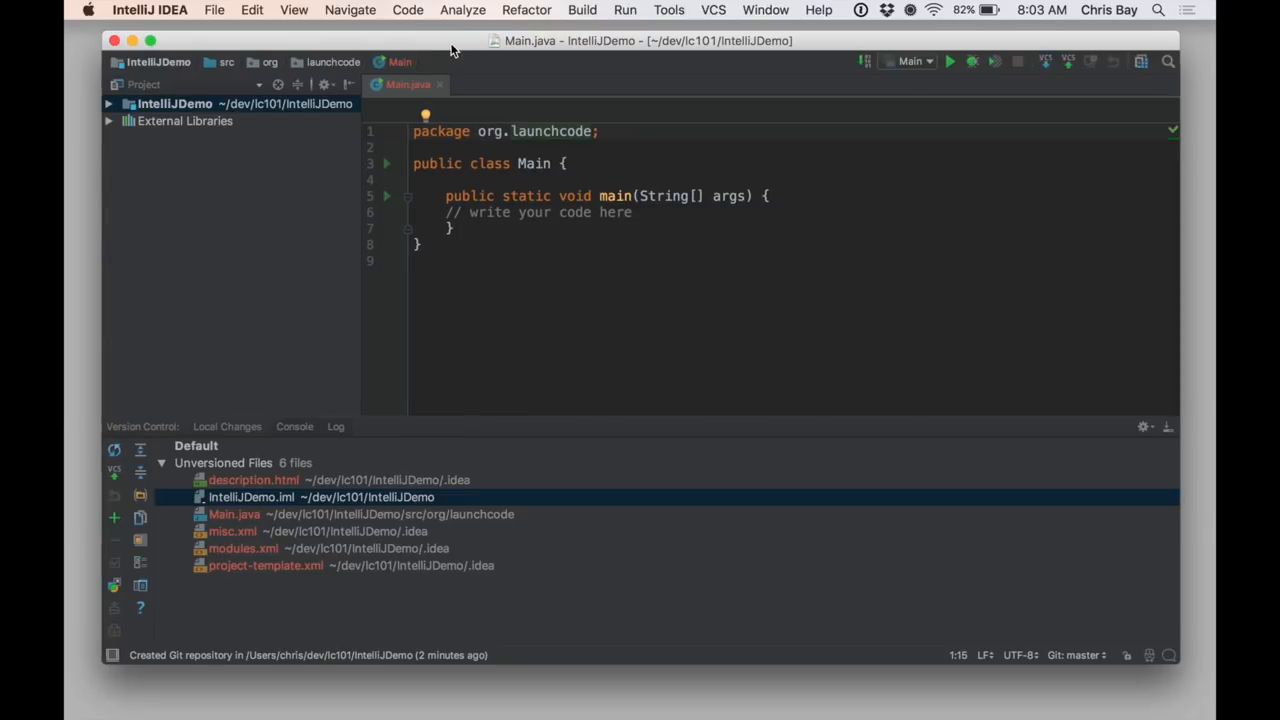 IntelliJ IDEA File Edit View Navigate Code Analyze Refactor Build Run Tools VCS Window Help 82% 8:03 AM Chris Bay
Main.java - IntelliJDemo - [~/dev/lc101/IntelliJDemo]
IntelliJDemo src org launchcode Main Main VCS VCS
Project Main.java
IntelliJDemo ~/dev/lc101/IntelliJDemo
External Libraries
1 package org.launchcode;
2
3 public class Main {
4
5 public static void main(String[] args) {
6 // write your code here
7 }
8 }
9
Version Control: Local Changes Console Log
Default
Unversioned Files 6 files
VCS
description.html ~/dev/lc101/IntelliJDemo/.idea
IntelliJDemo.iml ~/dev/lc101/IntelliJDemo
Main.java ~/dev/lc101/IntelliJDemo/src/org/launchcode
misc.xml ~/dev/lc101/IntelliJDemo/.idea
modules.xml ~/dev/lc101/IntelliJDemo/.idea
project-template.xml ~/dev/lc101/IntelliJDemo/.idea
?
Created Git repository in /Users/chris/dev/lc101/IntelliJDemo (2 minutes ago) 1:15 LF UTF-8 Git: master